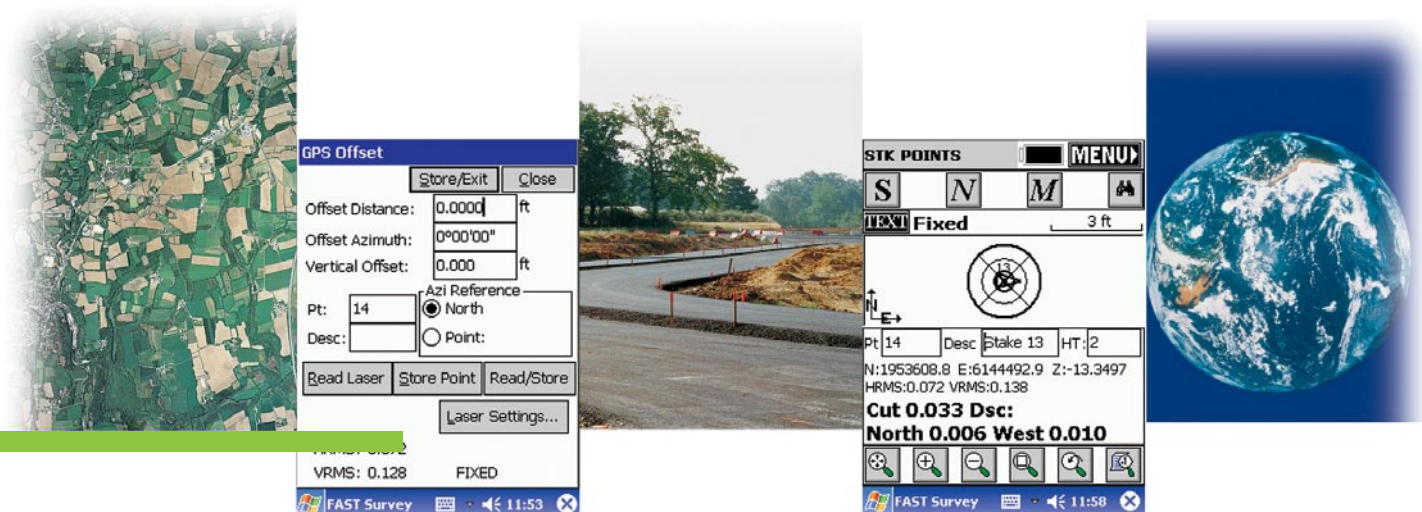 GPS Offset
Store/Exit Close
Offset Distance: 0.0000 ft
Offset Azimuth: 0°00'00"
Vertical Offset: 0.000 ft
Azi Reference
Pt: 14 North
Desc: Point:
Read Laser Store Point Read/Store
Laser Settings...
VRMS: 0.128 FIXED
FAST Survey 11:53
STK POINTS MENU
S N M
TEXT Fixed 3 ft
13
N
E
Pt 14 Desc Stake 13 HT: 2
N:1953608.8 E:6144492.9 Z:-13.3497
HRMS:0.072 VRMS:0.138
Cut 0.033 Dsc:
North 0.006 West 0.010
FAST Survey 11:58